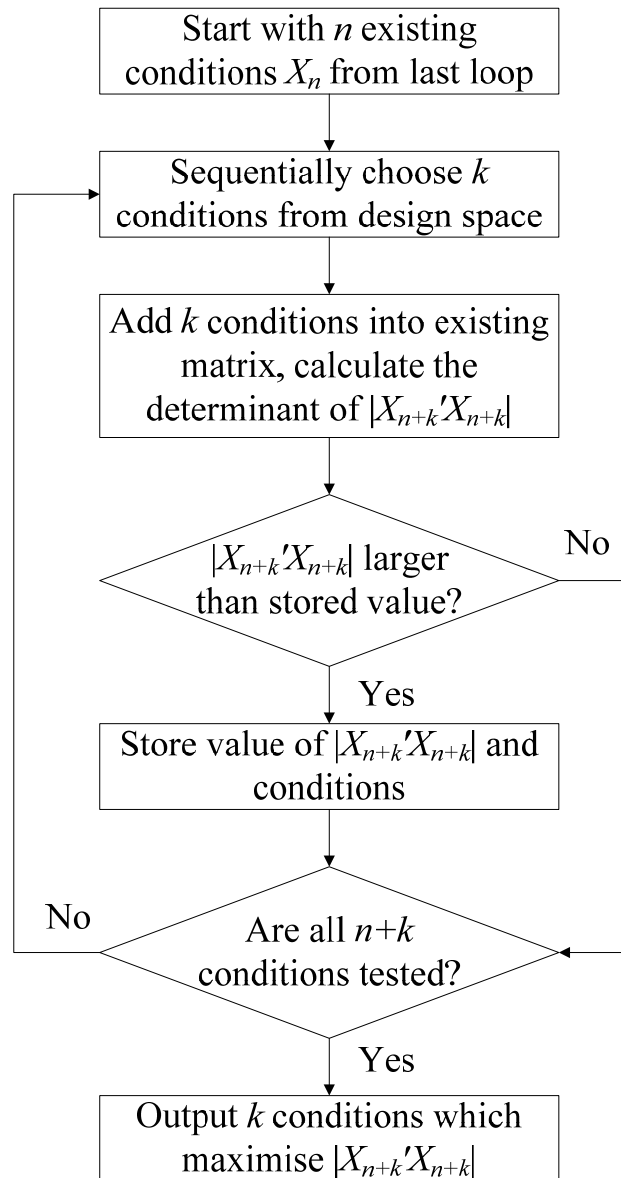 Start with n existing
conditions Xₙ from last loop
Sequentially choose k
conditions from design space
Add k conditions into existing
matrix, calculate the
determinant of |Xₙ₊ₖ′Xₙ₊ₖ|
|Xₙ₊ₖ′Xₙ₊ₖ| larger
than stored value?
No
Yes
Store value of |Xₙ₊ₖ′Xₙ₊ₖ| and
conditions
No
Are all n+k
conditions tested?
Yes
Output k conditions which
maximise |Xₙ₊ₖ′Xₙ₊ₖ|